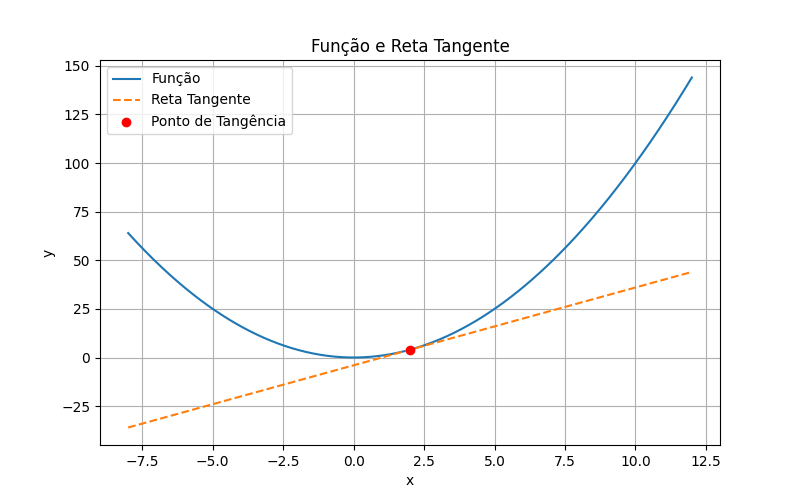 Função e Reta Tangente
Função
Reta Tangente
Ponto de Tangência
150
125
100
75
50
25
0
−25
y
−7.5 −5.0 −2.5 0.0 2.5 5.0 7.5 10.0 12.5
x